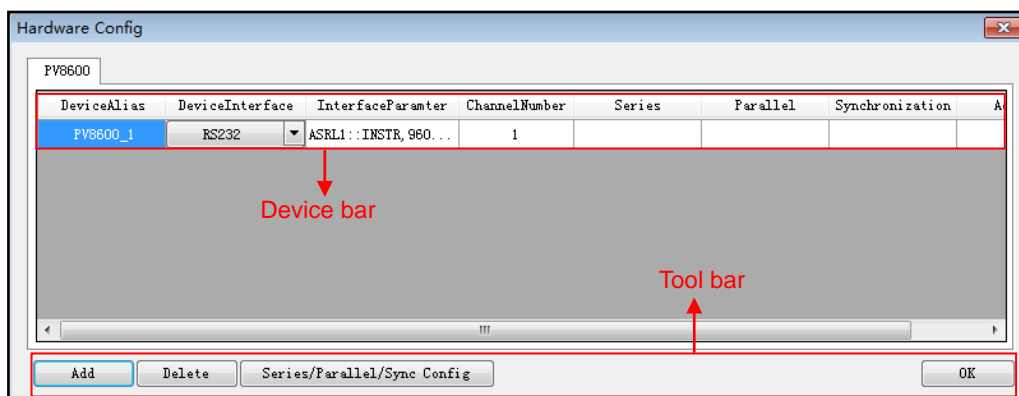 Hardware Config
PV8600
DeviceAlias DeviceInterface InterfaceParamter ChannelNumber Series Parallel Synchronization
PV8600_1 RS232 ASRL1::INSTR, 960... 1
Device bar
Tool bar
Add Delete Series/Parallel/Sync Config OK